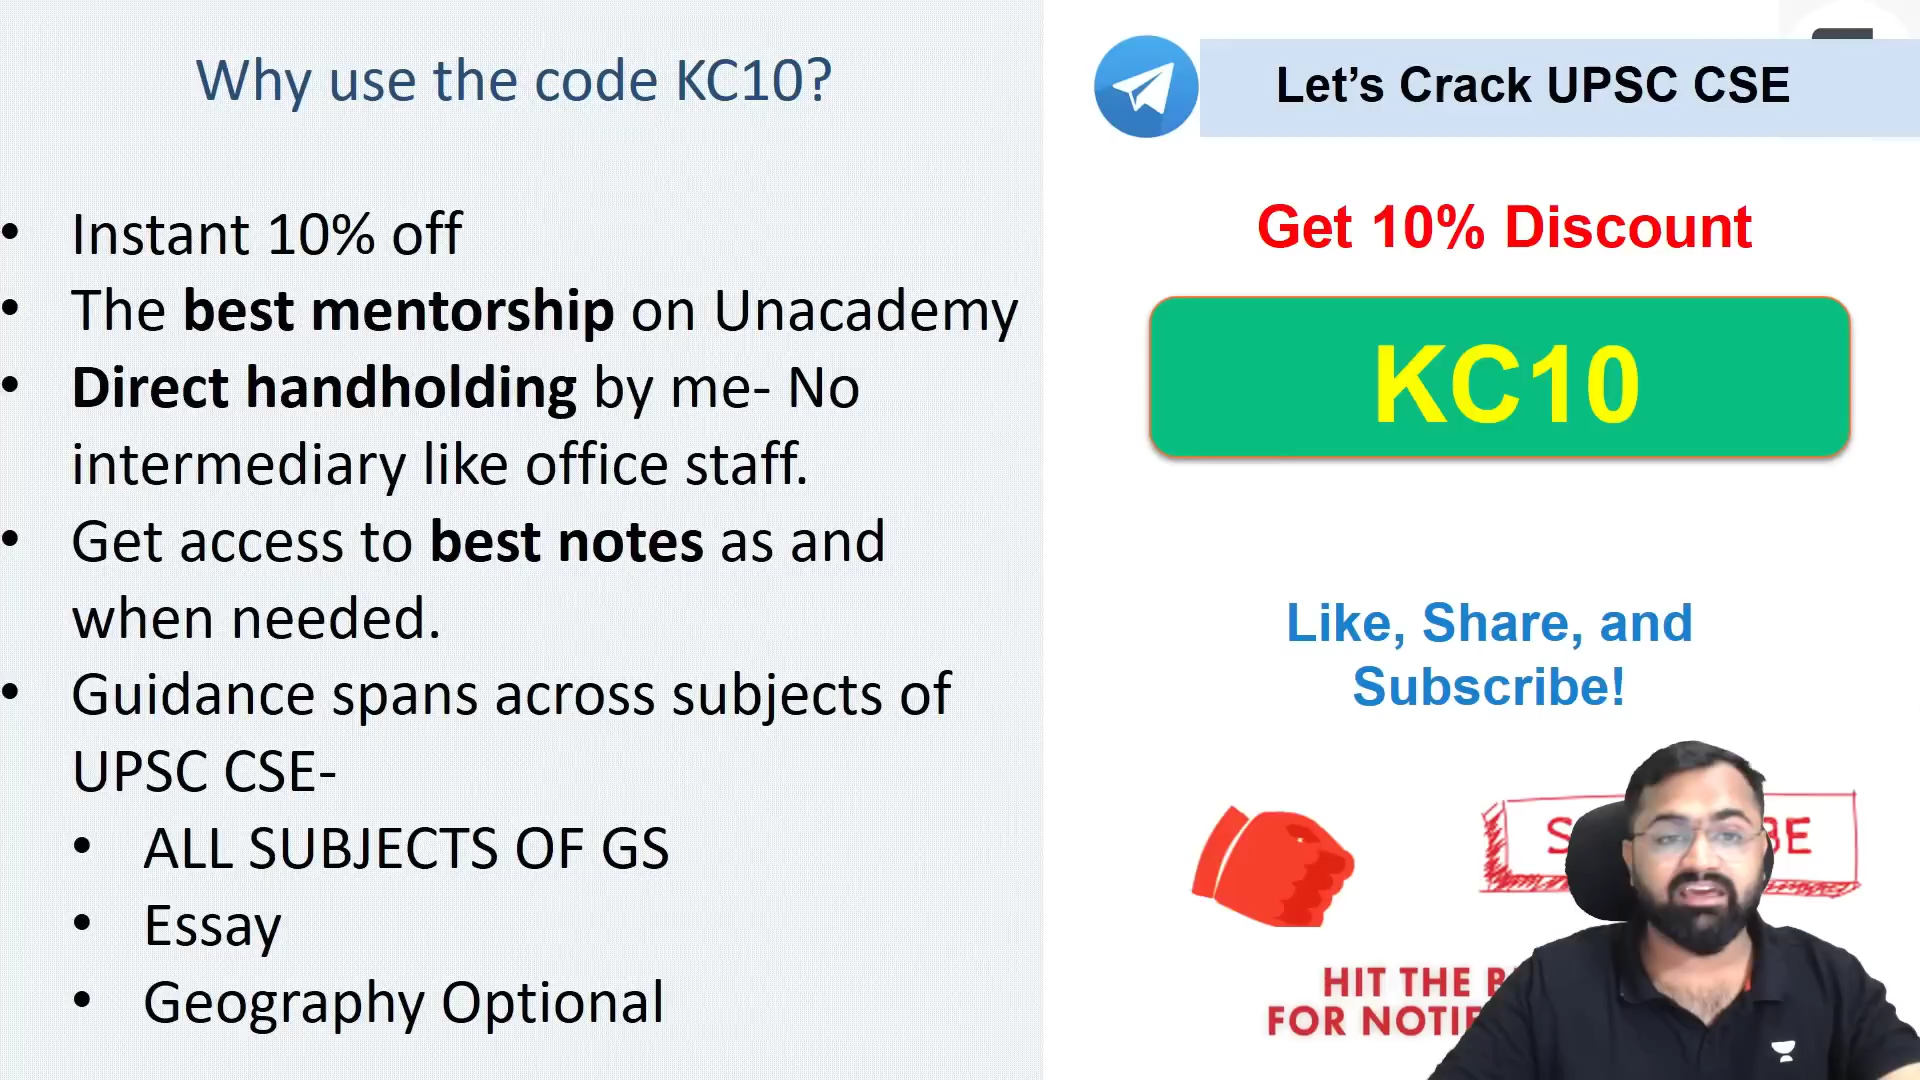 Why use the code KC10?
• Instant 10% off
• The best mentorship on Unacademy
• Direct handholding by me- No
intermediary like office staff.
• Get access to best notes as and
when needed.
• Guidance spans across subjects of
UPSC CSE-
• ALL SUBJECTS OF GS
• Essay
• Geography Optional
Let's Crack UPSC CSE
Get 10% Discount
KC10
Like, Share, and
Subscribe!
HIT THE
FOR